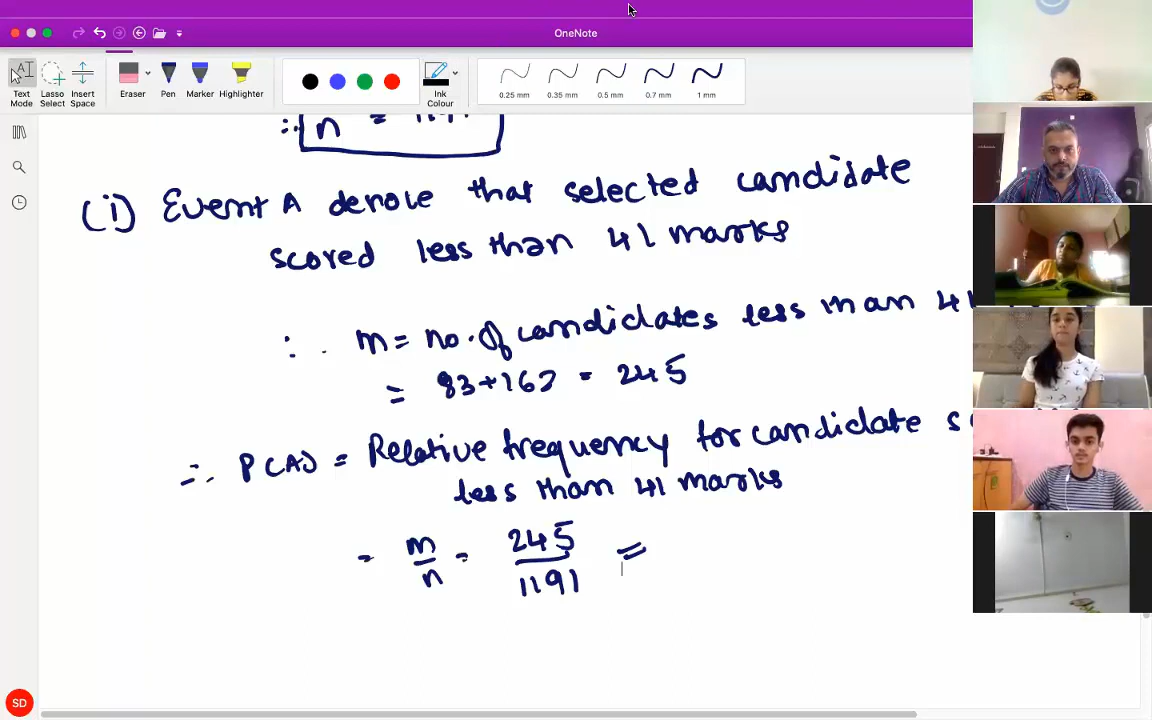 OneNote
Text Mode
Lasso Select
Insert Space
Eraser
Pen
Marker
Highlighter
Ink Colour
0.25 mm
0.35 mm
0.5 mm
0.7 mm
1 mm
∴ n = 1191
(i) Event A denote that selected candidate
scored less than 41 marks
∴ m = no. of candidates less than 41
= 83+162 = 245
∴ P(A) = Relative frequency for candidate s
less than 41 marks
= m/n = 245/1191 =
SD